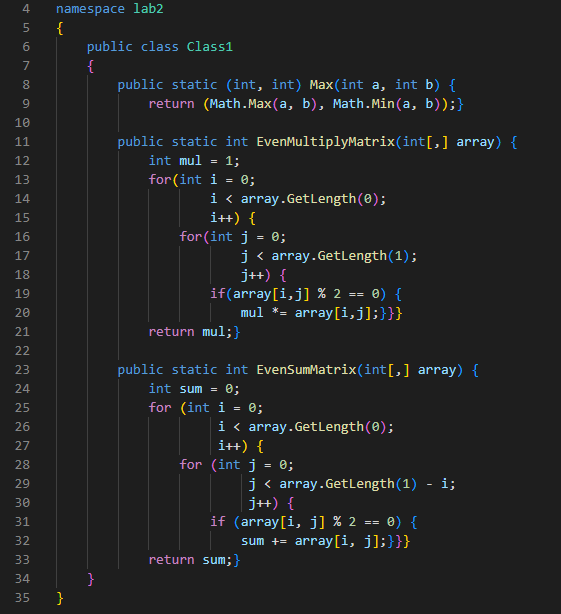 4 namespace lab2
5 {
6     public class Class1
7     {
8         public static (int, int) Max(int a, int b) {
9             return (Math.Max(a, b), Math.Min(a, b));}
10
11         public static int EvenMultiplyMatrix(int[,] array) {
12             int mul = 1;
13             for(int i = 0;
14                     i < array.GetLength(0);
15                     i++) {
16                 for(int j = 0;
17                         j < array.GetLength(1);
18                         j++) {
19                     if(array[i,j] % 2 == 0) {
20                         mul *= array[i,j];}}}
21             return mul;}
22
23         public static int EvenSumMatrix(int[,] array) {
24             int sum = 0;
25             for (int i = 0;
26                      i < array.GetLength(0);
27                      i++) {
28                 for (int j = 0;
29                          j < array.GetLength(1) - i;
30                          j++) {
31                     if (array[i, j] % 2 == 0) {
32                         sum += array[i, j];}}}
33             return sum;}
34     }
35 }